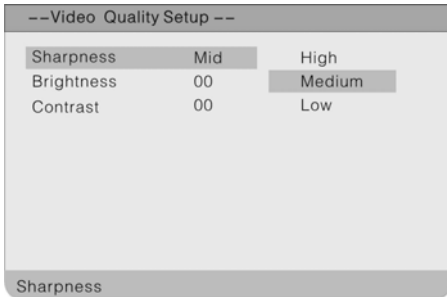 --Video Quality Setup --
Sharpness Mid High
Brightness 00 Medium
Contrast 00 Low
Sharpness